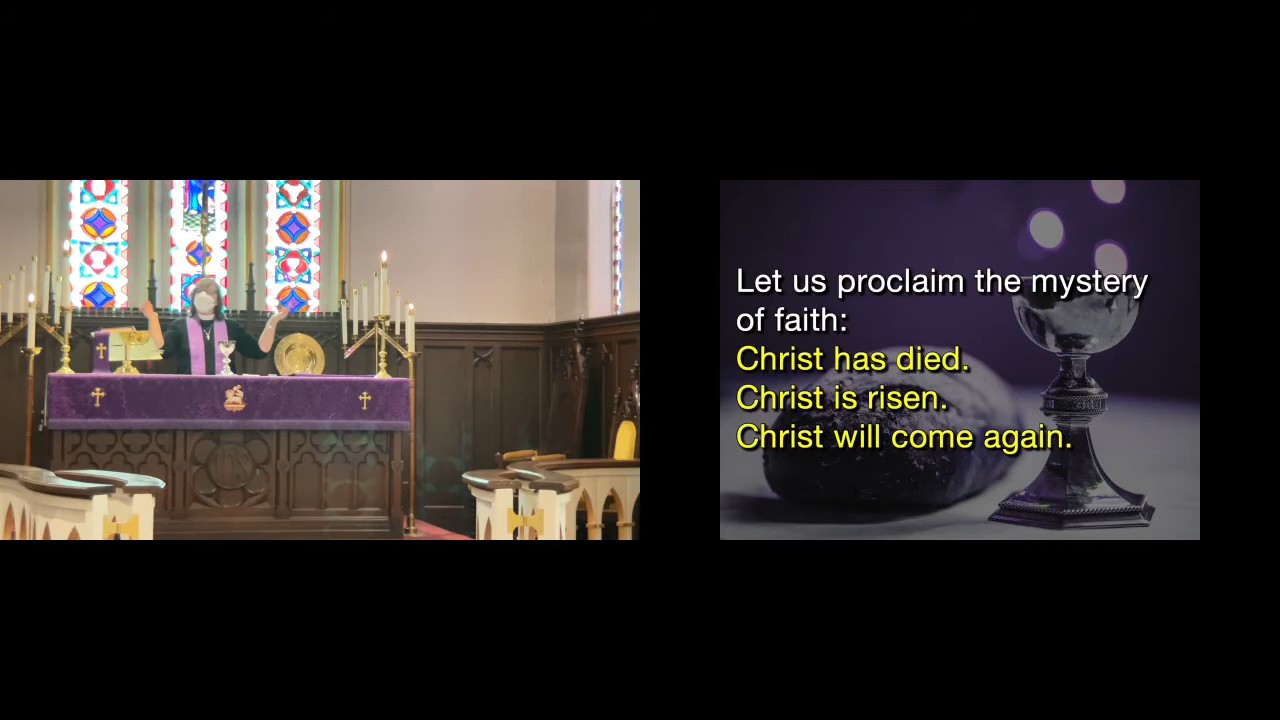 Let us proclaim the mystery
of faith:
Christ has died.
Christ is risen.
Christ will come again.